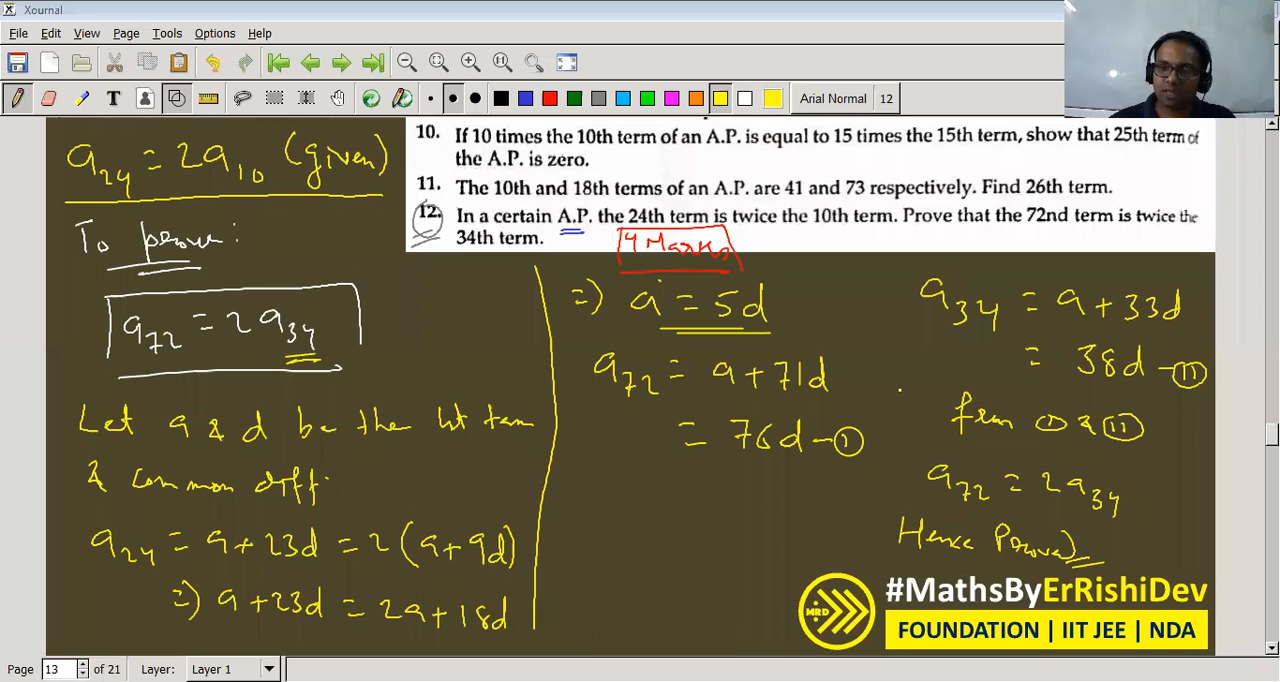 Xournal
File Edit View Page Tools Options Help
Arial Normal 12
10. If 10 times the 10th term of an A.P. is equal to 15 times the 15th term, show that 25th term of
the A.P. is zero.
11. The 10th and 18th terms of an A.P. are 41 and 73 respectively. Find 26th term.
12. In a certain A.P. the 24th term is twice the 10th term. Prove that the 72nd term is twice the
34th term.
4 Marks
a₂₄ = 2a₁₀ (given)
To prove:
a₇₂ = 2a₃₄
Let a & d be the 1st term
& common diff.
a₂₄ = a + 23d = 2(a + 9d)
=) a + 23d = 2a + 18d
=) a = 5d
a₇₂ = a + 71d
= 76d - ①
a₃₄ = a + 33d
= 38d - ⑪
from ① & ⑪
a₇₂ = 2a₃₄
Hence Proved
MRD
#MathsByErRishiDev
FOUNDATION | IIT JEE | NDA
Page 13 of 21 Layer: Layer 1